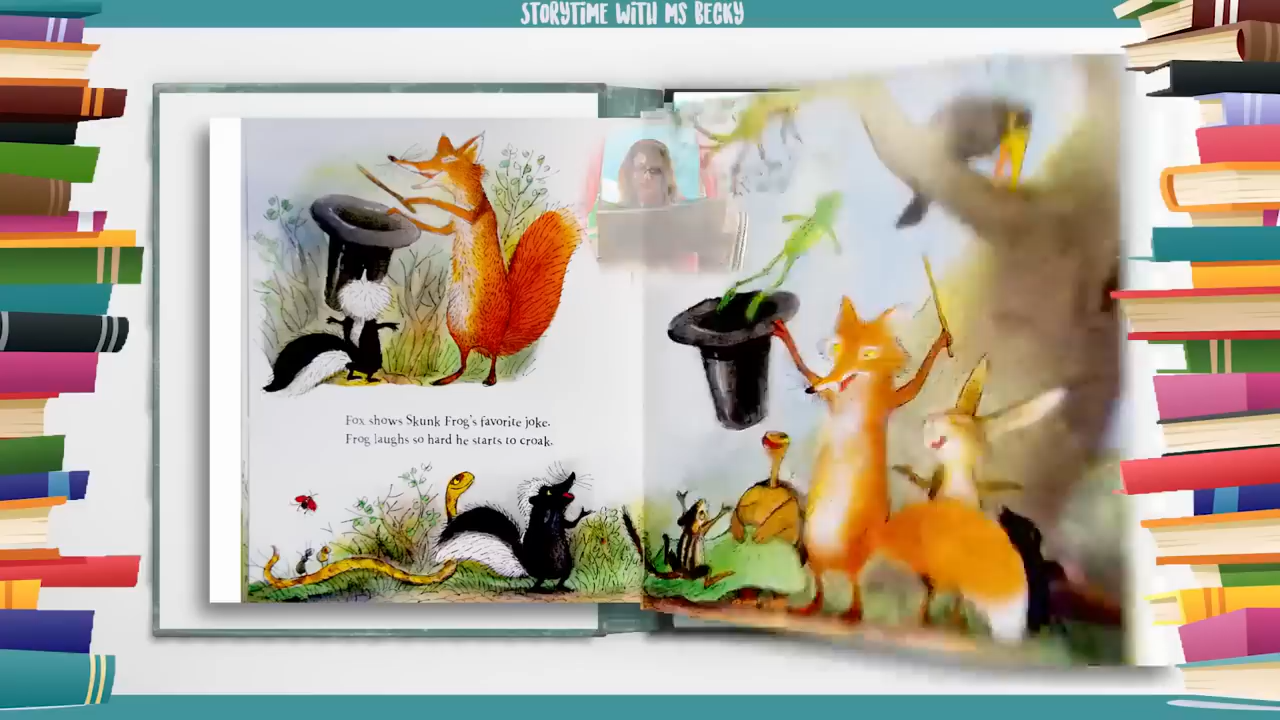 STORYTIME WITH MS BECKY
Fox shows Skunk Frog's favorite joke.
Frog laughs so hard he starts to croak.